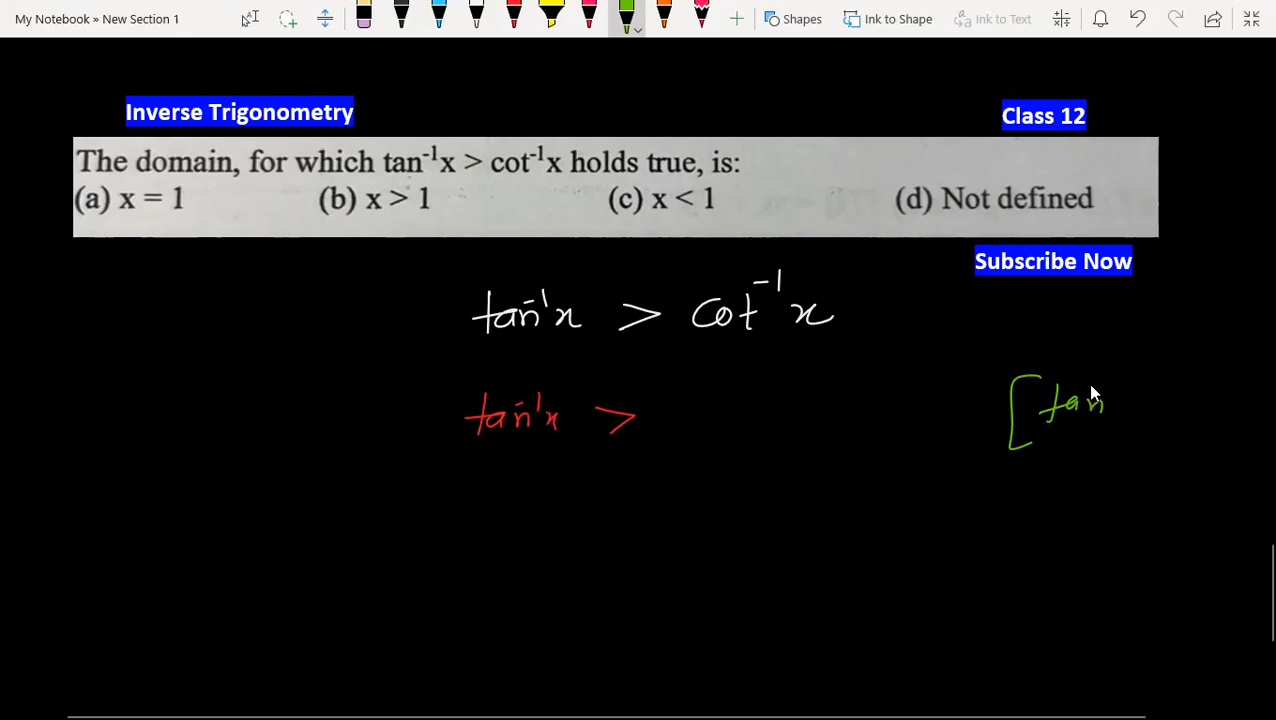 My Notebook » New Section 1
Shapes Ink to Shape Ink to Text
Inverse Trigonometry
Class 12
The domain, for which tan⁻¹x > cot⁻¹x holds true, is:
(a) x = 1 (b) x > 1 (c) x < 1 (d) Not defined
Subscribe Now
tan⁻¹x > cot⁻¹x
tan⁻¹x > [tan